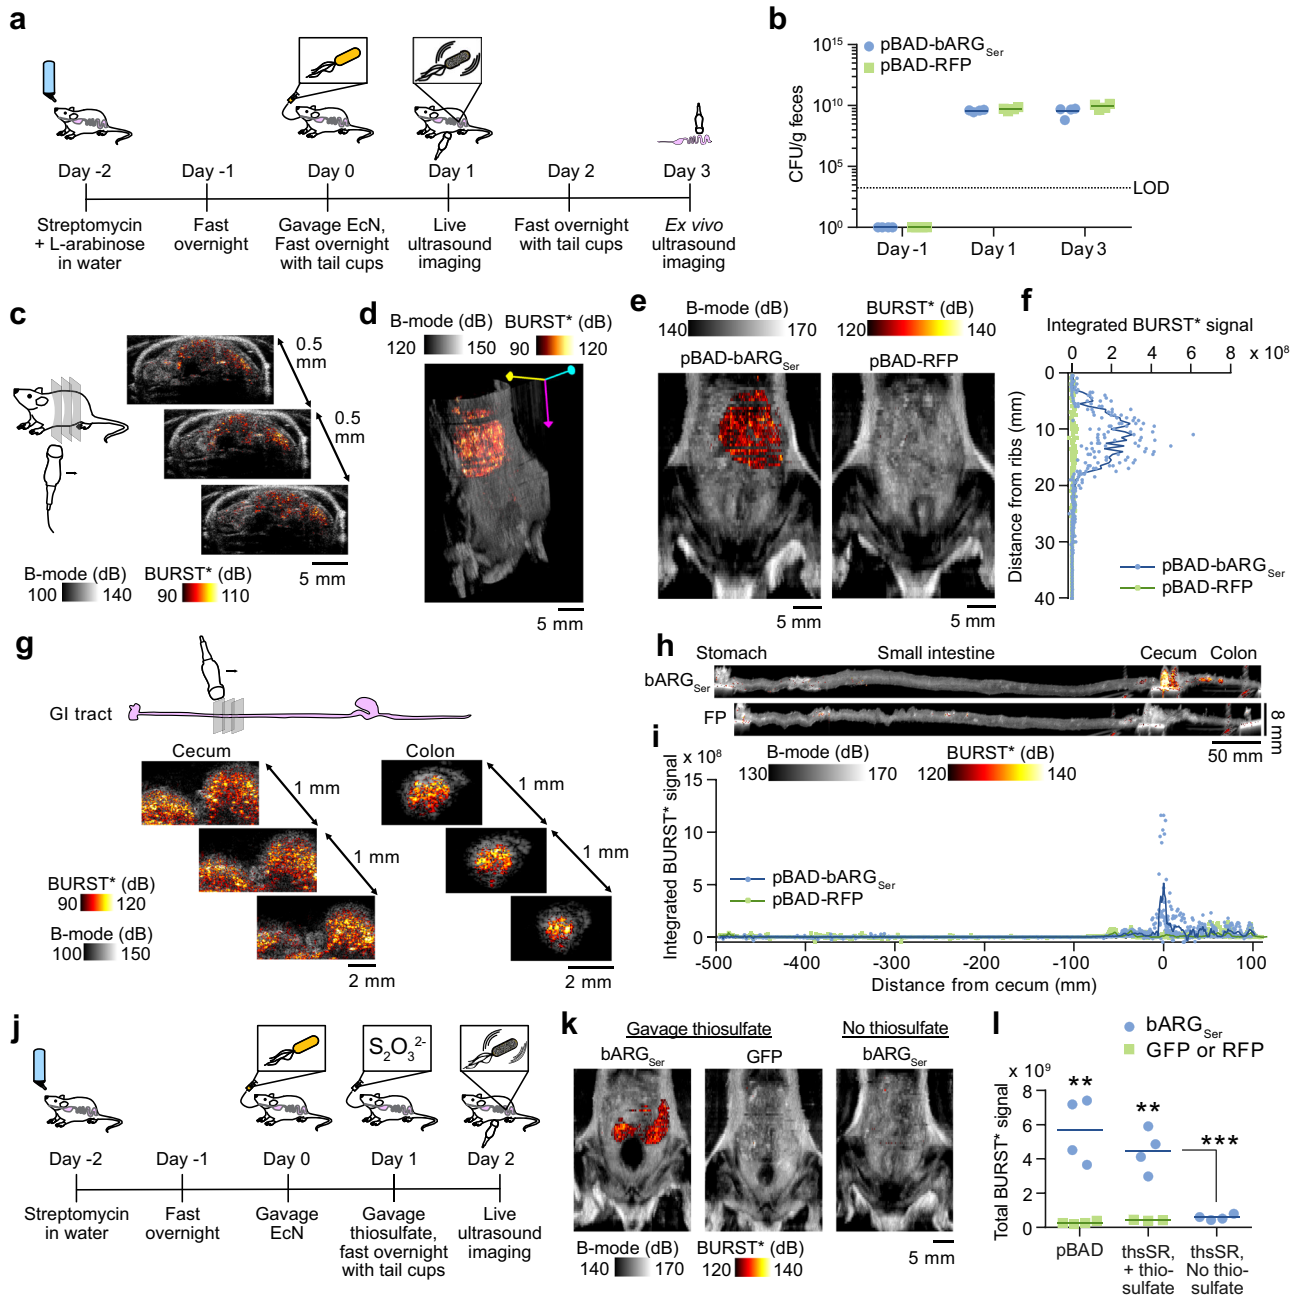 a
Day -2
Day -1
Day 0
Day 1
Day 2
Day 3
Streptomycin
+ L-arabinose
in water
Fast
overnight
Gavage EcN,
Fast overnight
with tail cups
Live
ultrasound
imaging
Fast overnight
with tail cups
Ex vivo
ultrasound
imaging
b
pBAD-bARGSer
pBAD-RFP
CFU/g feces
10^15
10^10
10^5
10^0
LOD
Day -1
Day 1
Day 3
c
0.5
mm
0.5
mm
B-mode (dB)
100 140
BURST* (dB)
90 110
5 mm
d
B-mode (dB)
120 150
BURST* (dB)
90 120
5 mm
e
B-mode (dB)
140 170
BURST* (dB)
120 140
pBAD-bARGSer
pBAD-RFP
5 mm
5 mm
f
Integrated BURST* signal
0 2 4 6 8 x 10^8
Distance from ribs (mm)
0
10
20
30
40
pBAD-bARGSer
pBAD-RFP
g
GI tract
Cecum
Colon
1 mm
1 mm
1 mm
1 mm
BURST* (dB)
90 120
B-mode (dB)
100 150
2 mm
2 mm
h
Stomach
Small intestine
Cecum
Colon
bARGSer
FP
8 mm
50 mm
B-mode (dB)
130 170
BURST* (dB)
120 140
i
x 10^8
Integrated BURST* signal
15
10
5
0
pBAD-bARGSer
pBAD-RFP
-500 -400 -300 -200 -100 0 100
Distance from cecum (mm)
j
S2O3^2-
Day -2
Day -1
Day 0
Day 1
Day 2
Streptomycin
in water
Fast
overnight
Gavage
EcN
Gavage
thiosulfate,
fast overnight
with tail cups
Live
ultrasound
imaging
k
Gavage thiosulfate
No thiosulfate
bARGSer
GFP
bARGSer
B-mode (dB)
140 170
BURST* (dB)
120 140
5 mm
l
bARGSer
GFP or RFP
x 10^9
Total BURST* signal
8
6
4
2
0
**
**
***
pBAD
thsSR,
+ thio-
sulfate
thsSR,
No thio-
sulfate